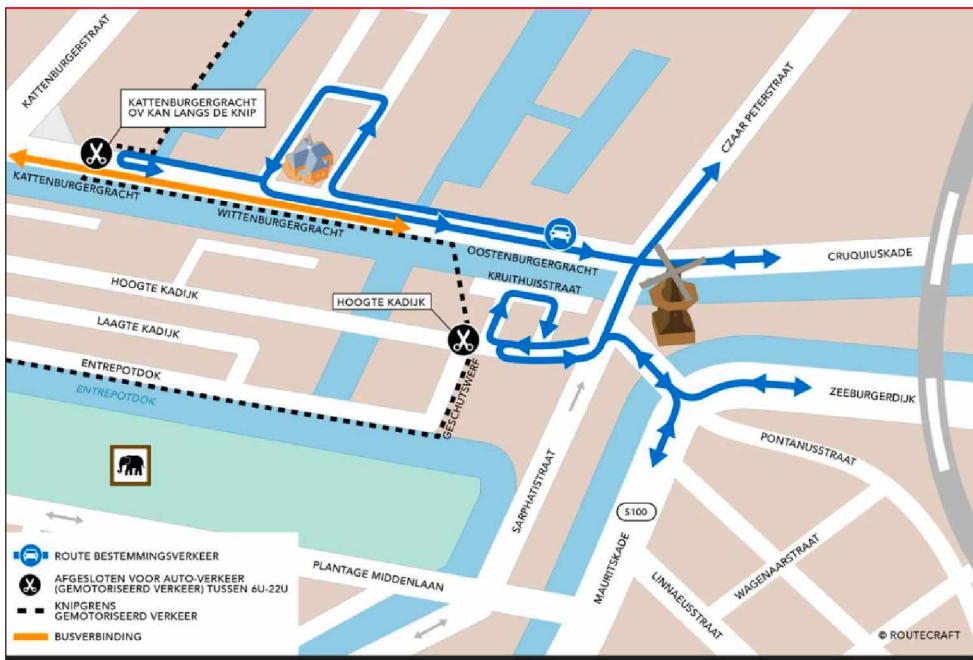 KATTENBURGERSTRAAT
KATTENBURGERGRACHT
OV KAN LANGS DE KNIP
CZAAR PETERSTRAAT
KATTENBURGERGRACHT
WITTENBURGERGRACHT
OOSTENBURGERGRACHT
CRUQUIUSKADE
KRUITHUISSTRAAT
HOOGTE KADIJK
HOOGTE KADIJK
LAAGTE KADIJK
ENTREPOTDOK
ENTREPOTDOK
GESCHUTSWERF
ZEEBURGERDIJK
PONTANUSSTRAAT
SARPHATISTRAAT
S100
MAURITSKADE
WAGENAARSTRAAT
LINNAEUSSTRAAT
PLANTAGE MIDDENLAAN
ROUTE BESTEMMINGSVERKEER
AFGESLOTEN VOOR AUTO-VERKEER
(GEMOTORISEERD VERKEER) TUSSEN 6U-22U
KNIPGRENS
GEMOTORISEERD VERKEER
BUSVERBINDING
© ROUTECRAFT